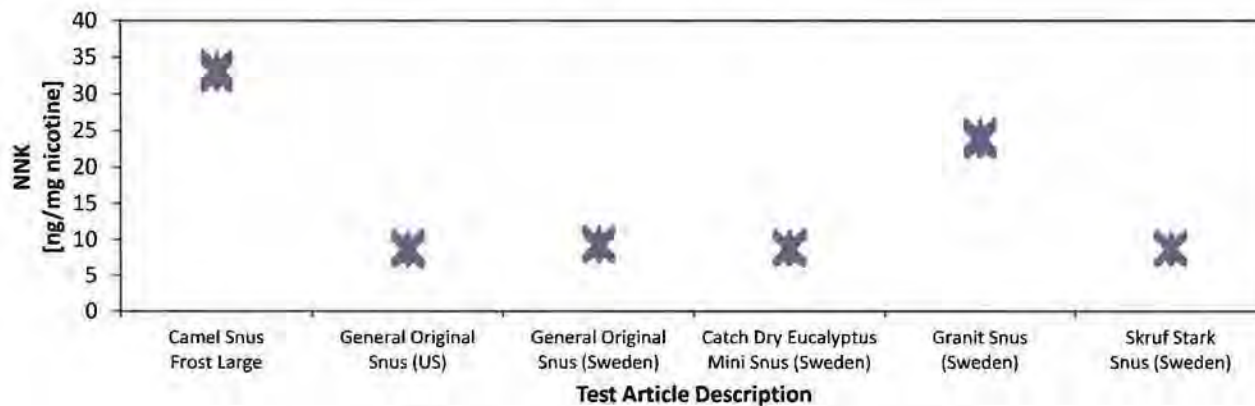 40
35
30
25
20
15
10
5
0
NNK
[ng/mg nicotine]
Camel Snus
Frost Large
General Original
Snus (US)
General Original
Snus (Sweden)
Catch Dry Eucalyptus
Mini Snus (Sweden)
Granit Snus
(Sweden)
Skruf Stark
Snus (Sweden)
Test Article Description